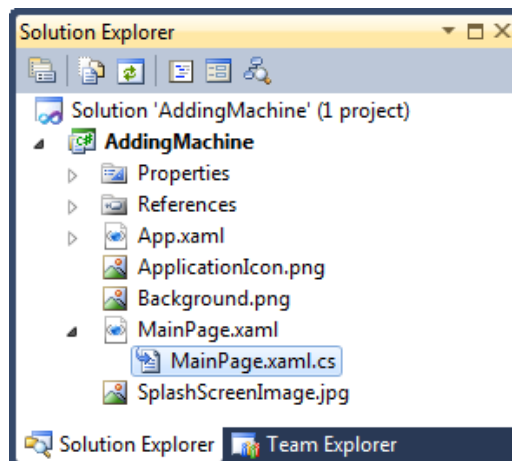 Solution Explorer
Solution 'AddingMachine' (1 project)
AddingMachine
Properties
References
App.xaml
ApplicationIcon.png
Background.png
MainPage.xaml
MainPage.xaml.cs
SplashScreenImage.jpg
Solution Explorer Team Explorer